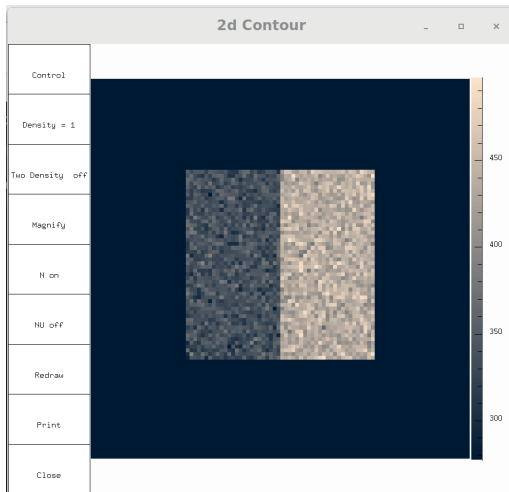 2d Contour
Control
Density = 1
Two Density  off
Magnify
N on
NU off
Redraw
Print
Close
450
400
350
300